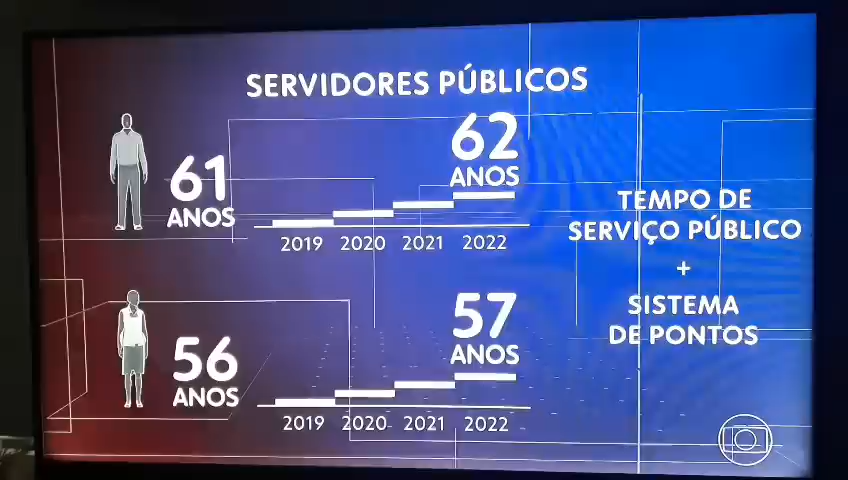 SERVIDORES PÚBLICOS
61
ANOS
62
ANOS
2019 2020 2021 2022
56
ANOS
57
ANOS
2019 2020 2021 2022
TEMPO DE
SERVIÇO PÚBLICO
+
SISTEMA
DE PONTOS